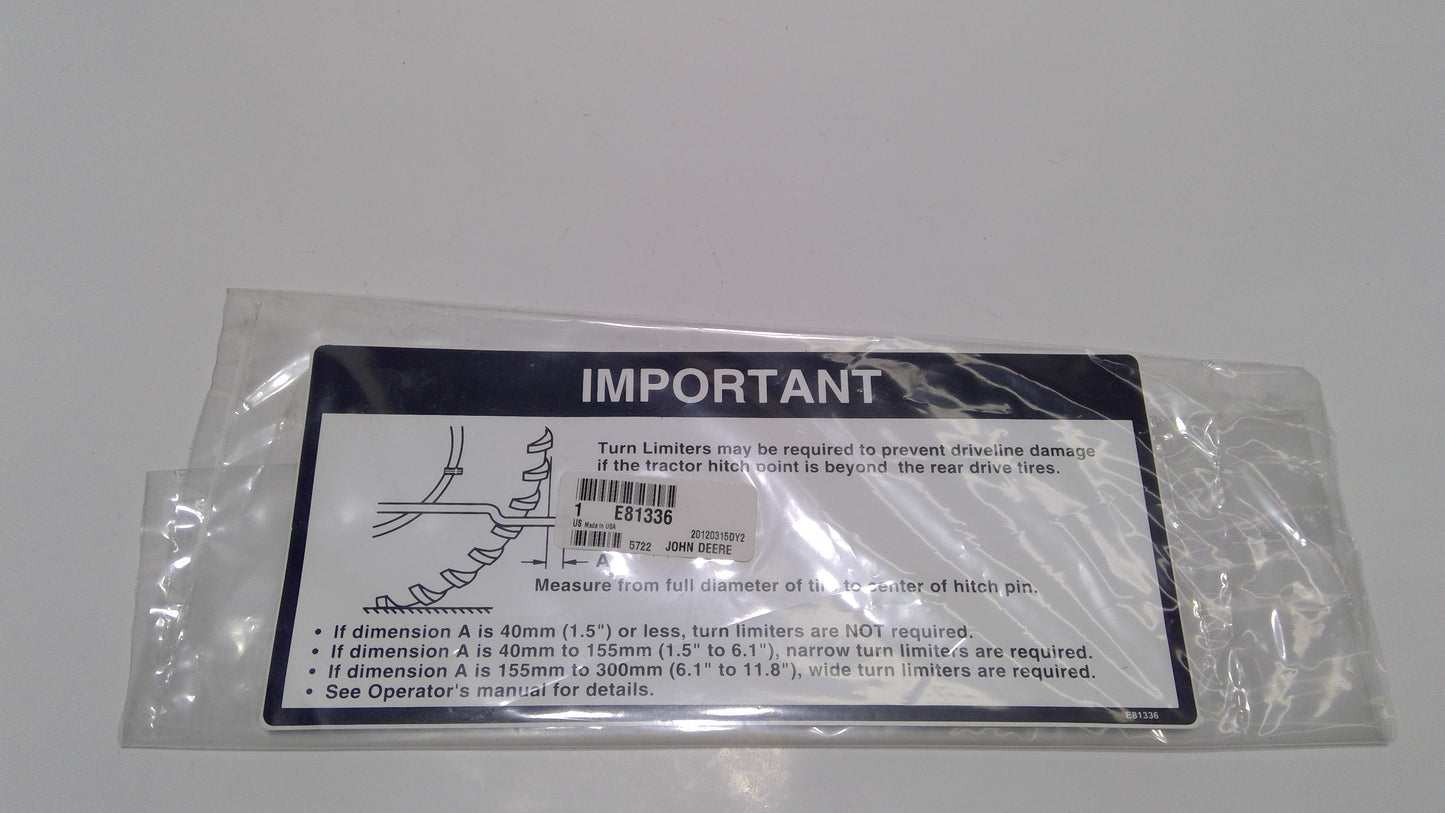 IMPORTANT
Turn Limiters may be required to prevent driveline damage
if the tractor hitch point is beyond the rear drive tires.
1 E81336
US Made in USA
20120315DY2
5722 JOHN DEERE
A
Measure from full diameter of to center of hitch pin.
• If dimension A is 40mm (1.5") or less, turn limiters are NOT required.
• If dimension A is 40mm to 155mm (1.5" to 6.1"), narrow turn limiters are required.
• If dimension A is 155mm to 300mm (6.1" to 11.8"), wide turn limiters are required.
• See Operator's manual for details.
E81336